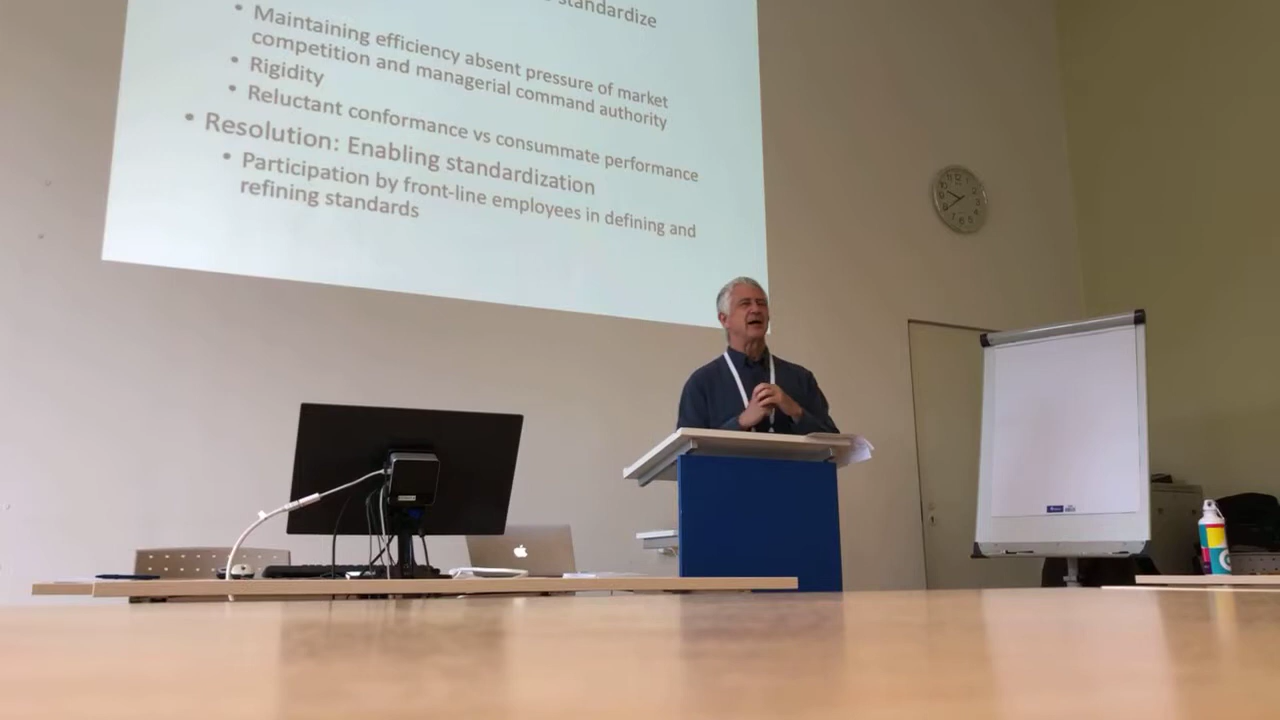 standardize
• Maintaining efficiency absent pressure of market
competition and managerial command authority
• Rigidity
• Reluctant conformance vs consummate performance
• Resolution: Enabling standardization
• Participation by front-line employees in defining and
refining standards